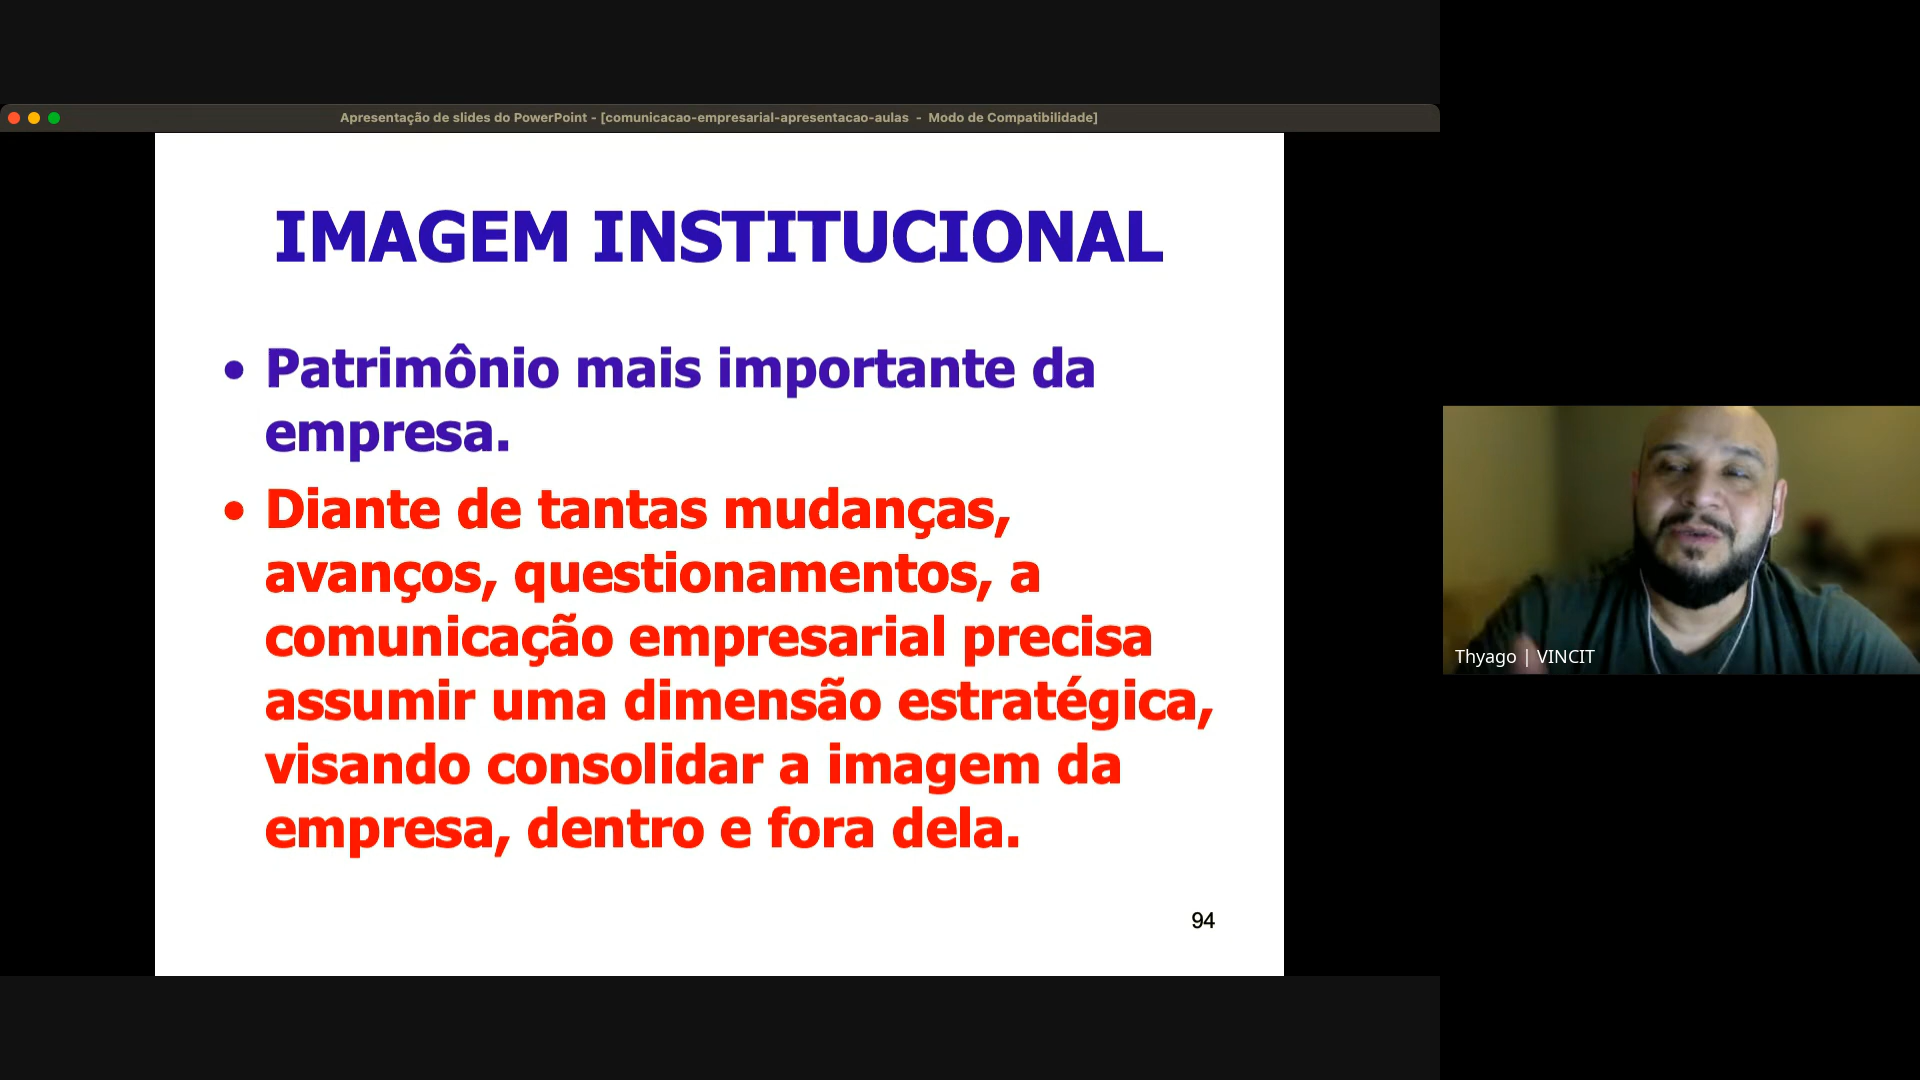 Apresentação de slides do PowerPoint - [comunicacao-empresarial-apresentacao-aulas - Modo de Compatibilidade]
IMAGEM INSTITUCIONAL
• Patrimônio mais importante da
empresa.
• Diante de tantas mudanças,
avanços, questionamentos, a
comunicação empresarial precisa
assumir uma dimensão estratégica,
visando consolidar a imagem da
empresa, dentro e fora dela.
94
Thyago | VINCIT